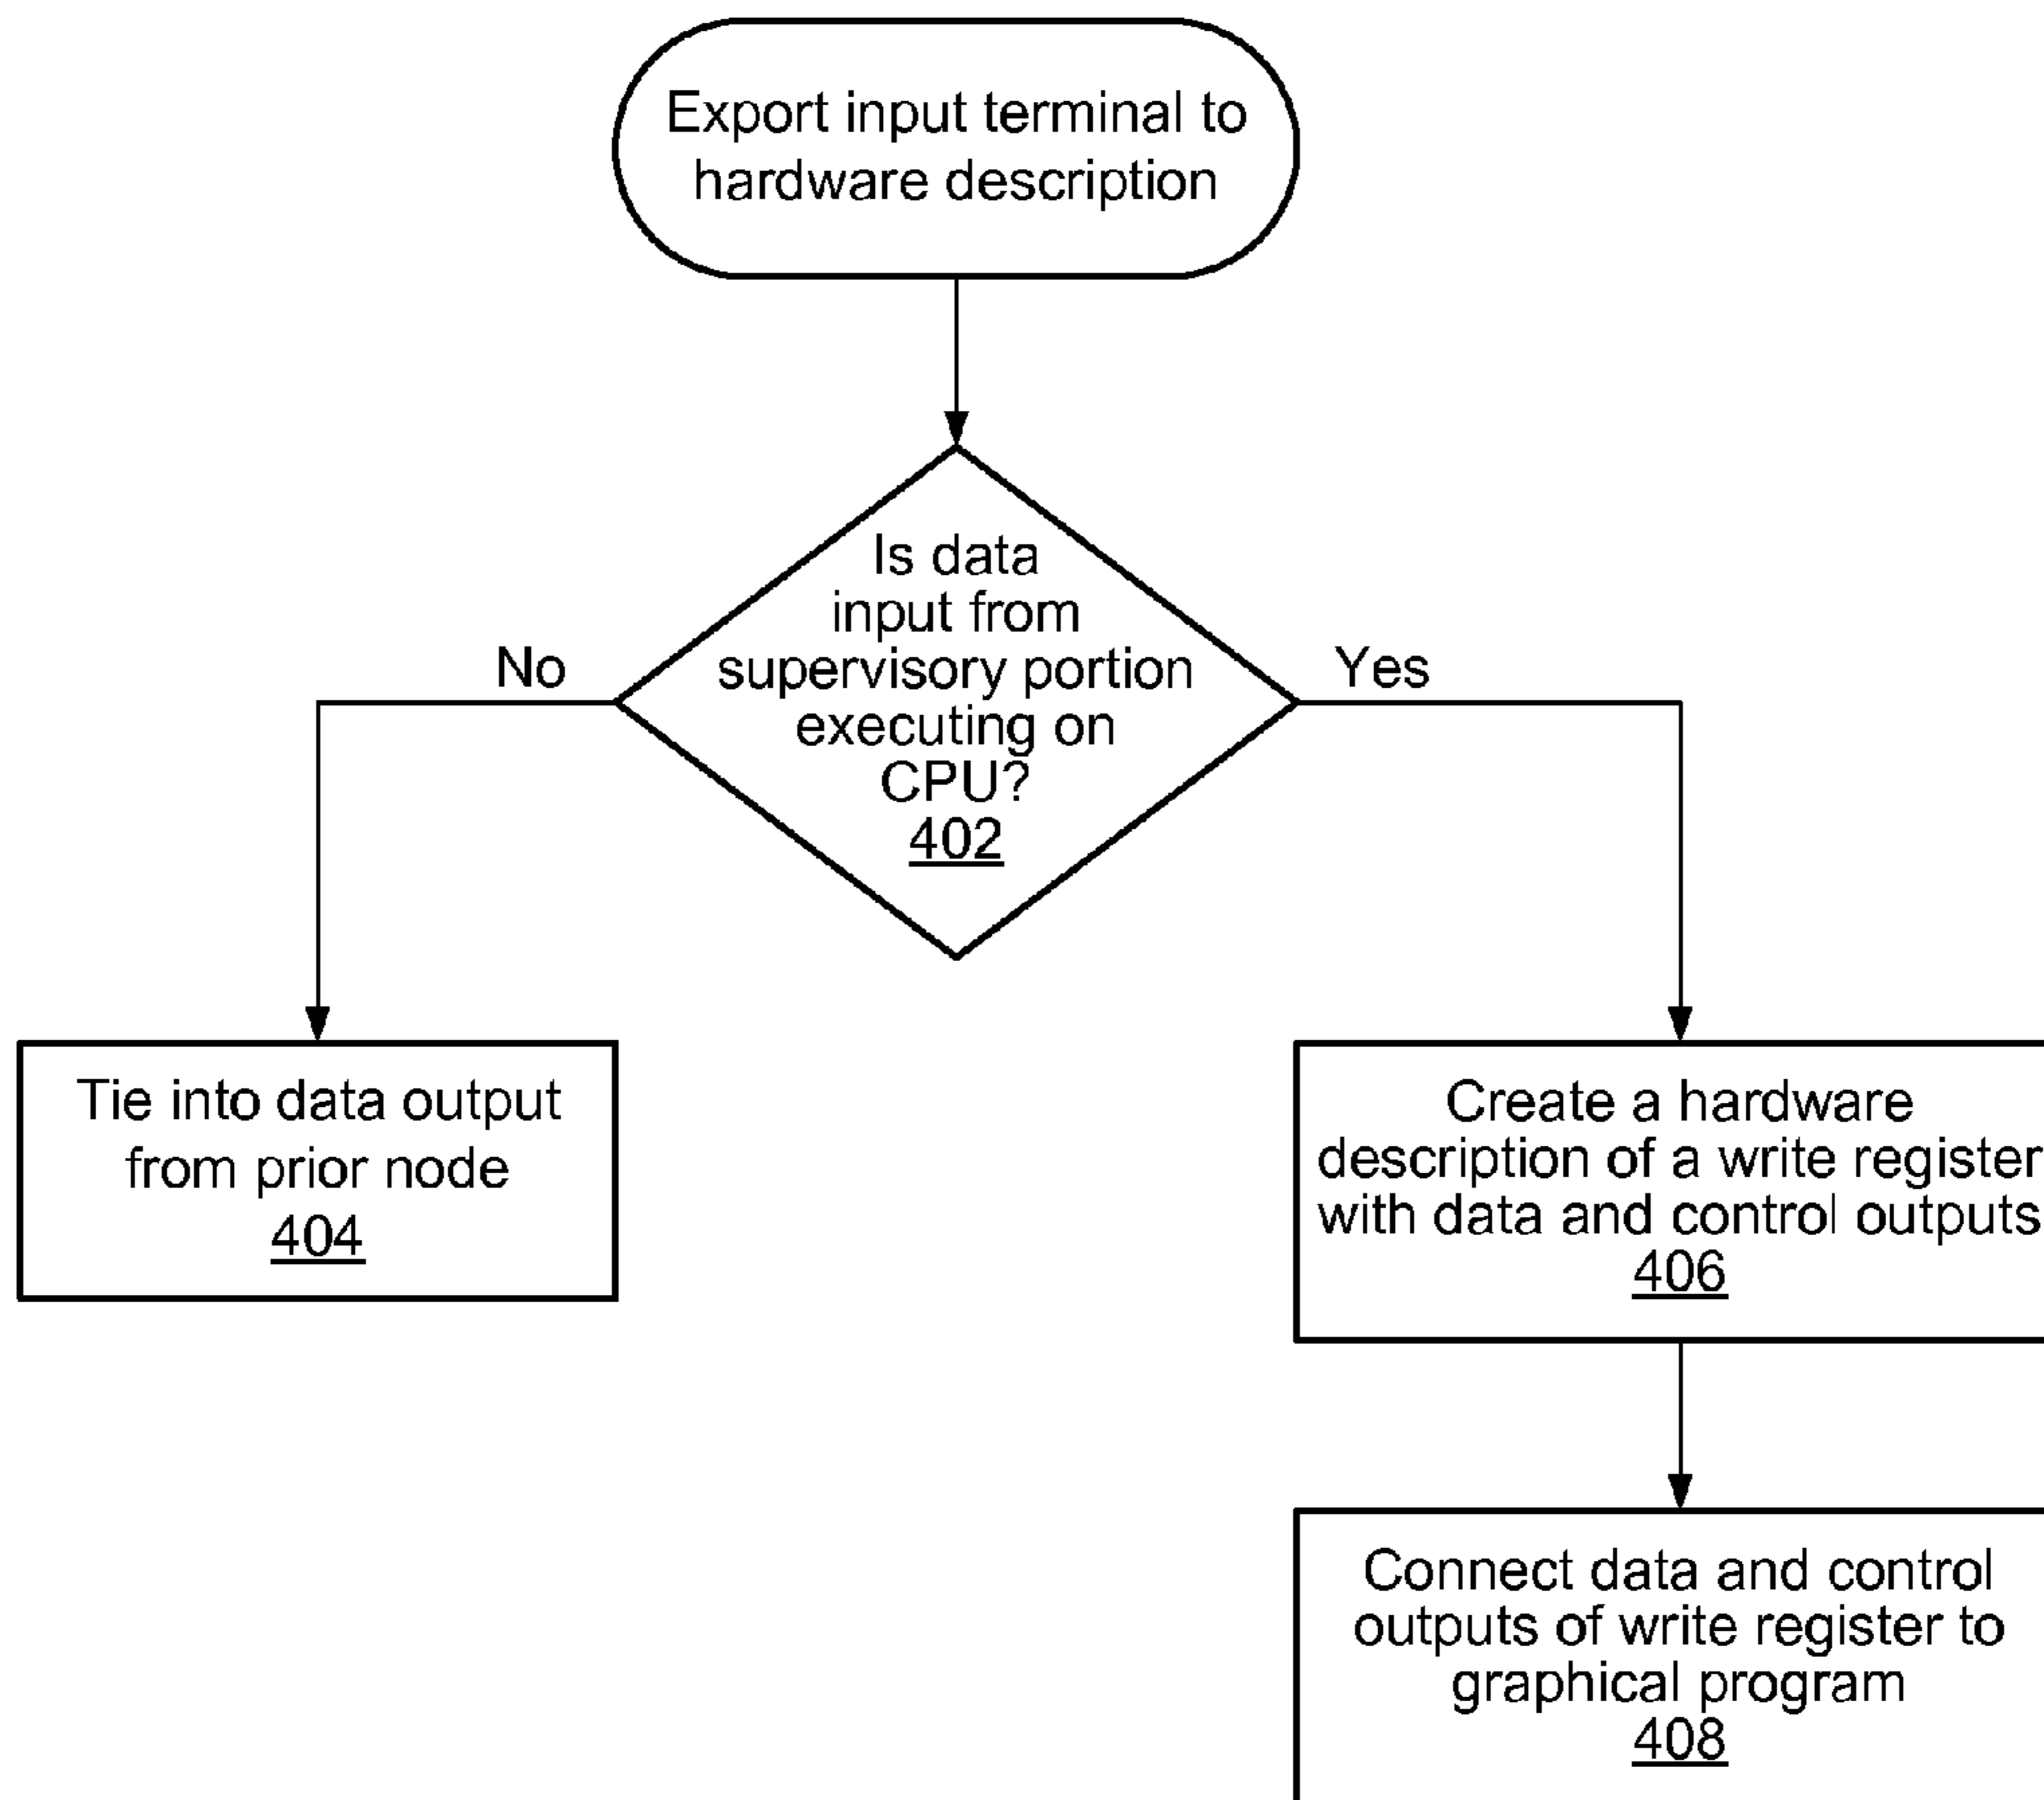 Export input terminal to
hardware description
Is data
input from
supervisory portion
executing on
CPU?
402
No
Yes
Tie into data output
from prior node
404
Create a hardware
description of a write register
with data and control outputs
406
Connect data and control
outputs of write register to
graphical program
408